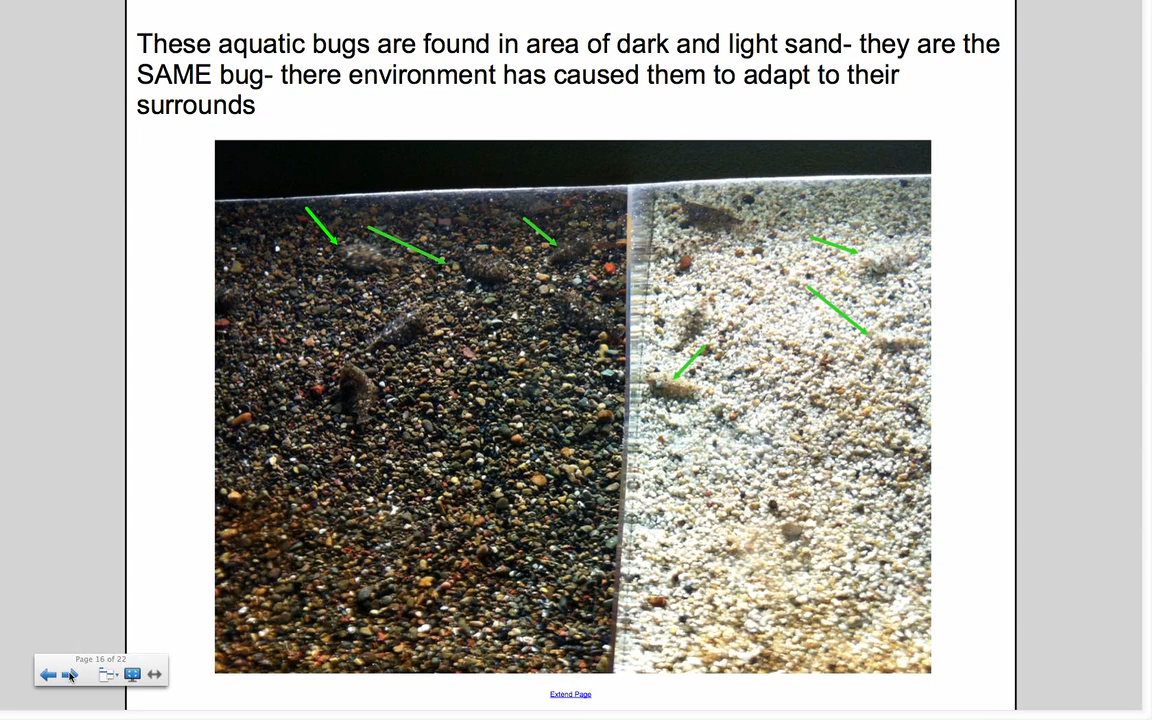 These aquatic bugs are found in area of dark and light sand- they are the
SAME bug- there environment has caused them to adapt to their
surrounds
Page 16 of 22
Extend Page